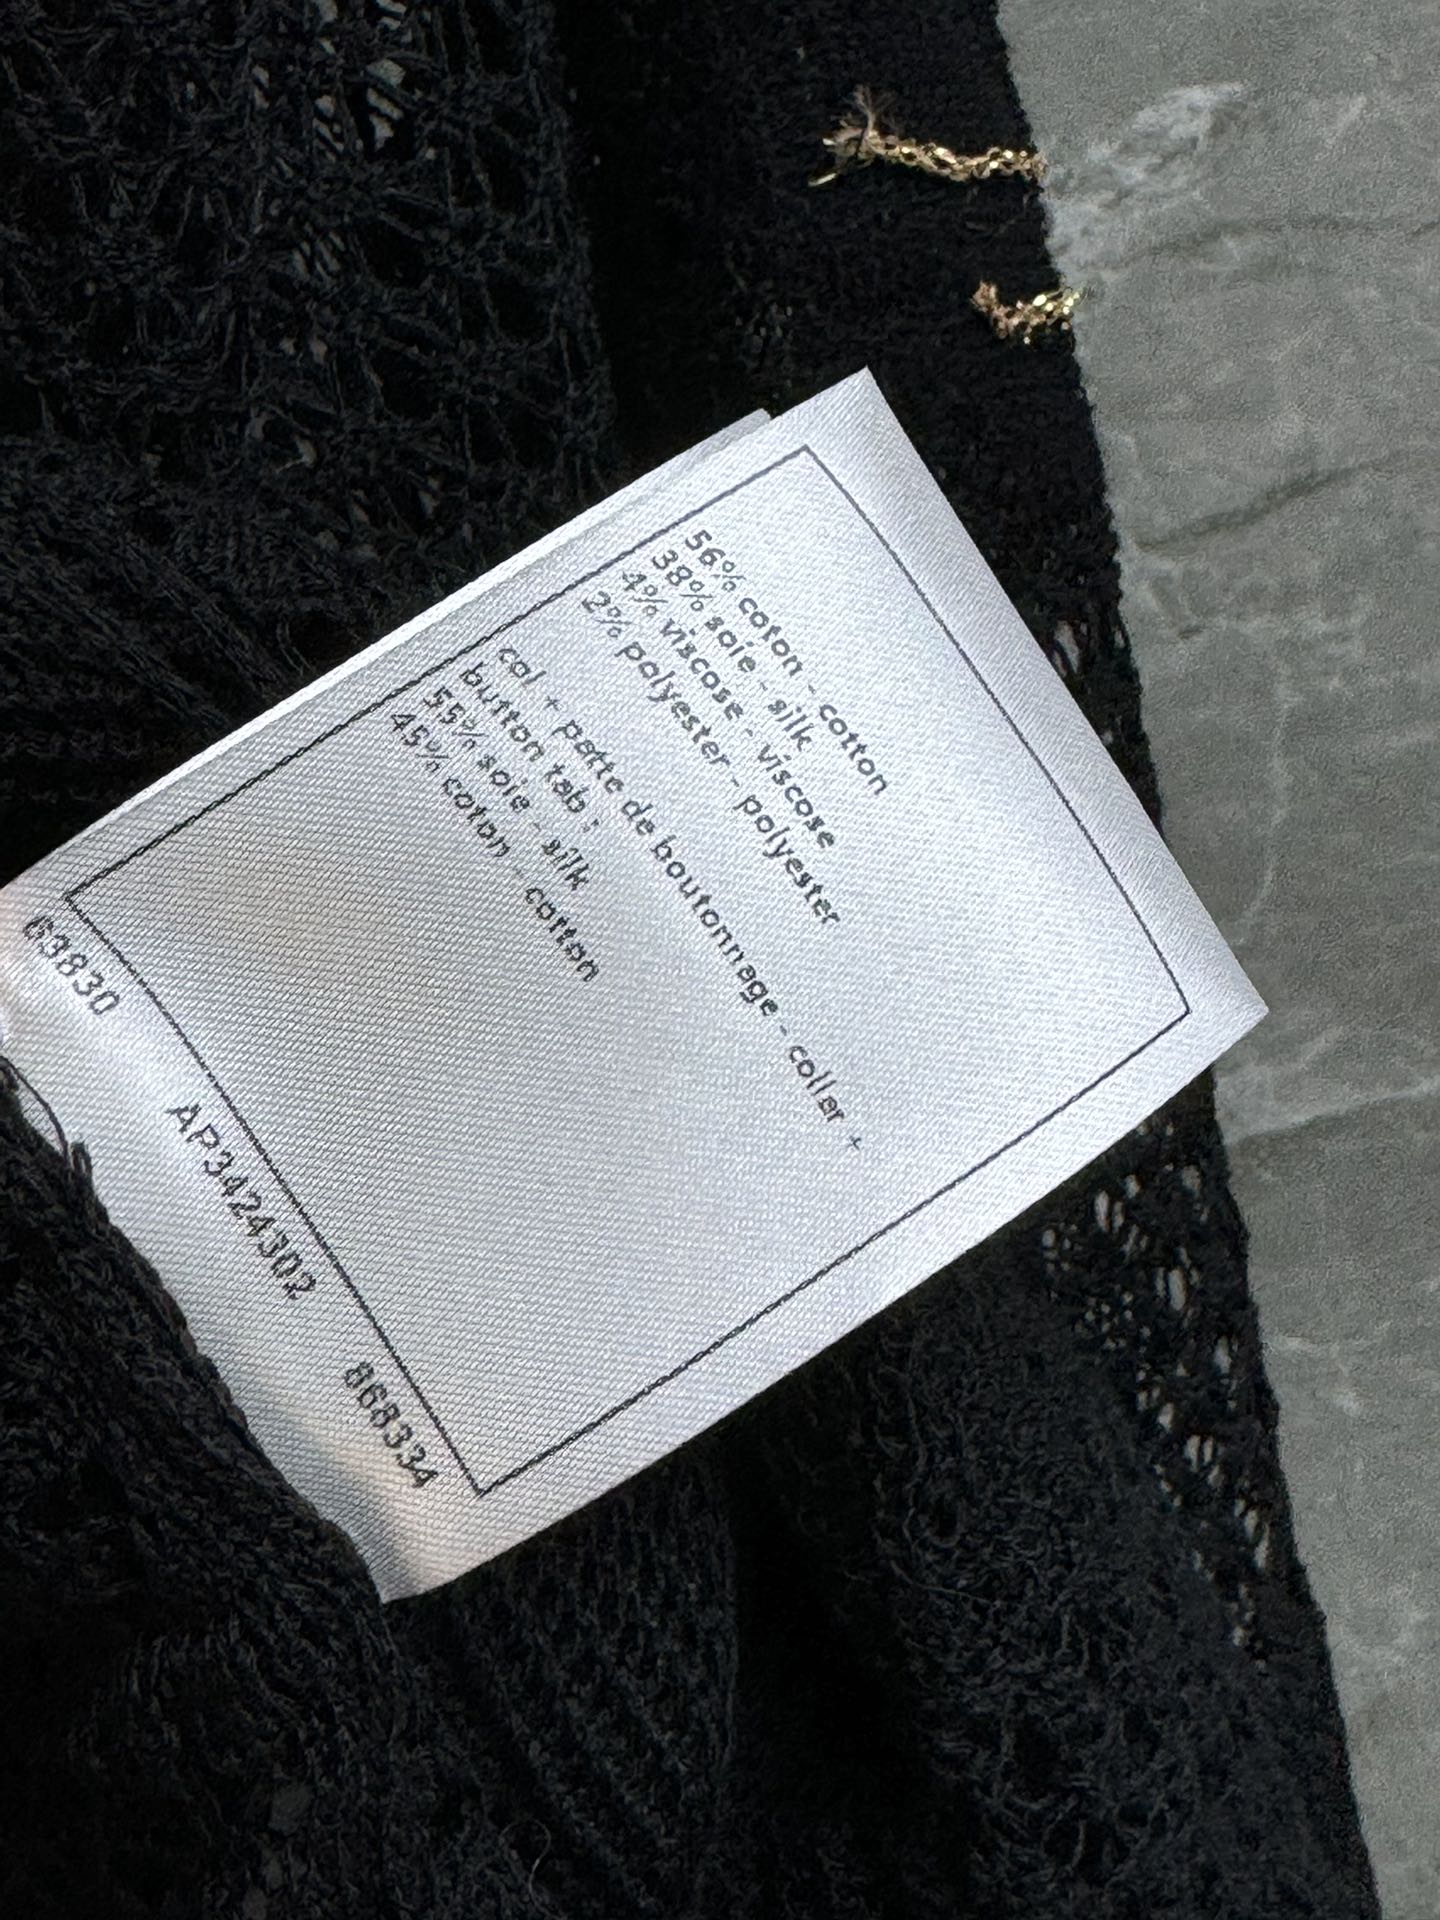 56% coton - cotton
38% soie - silk
4% viscose - viscose
2% polyester - polyester
col + patte de boutonnage - collar +
button tab :
55% soie - silk
45% coton - cotton
63830 AP3424302 868334